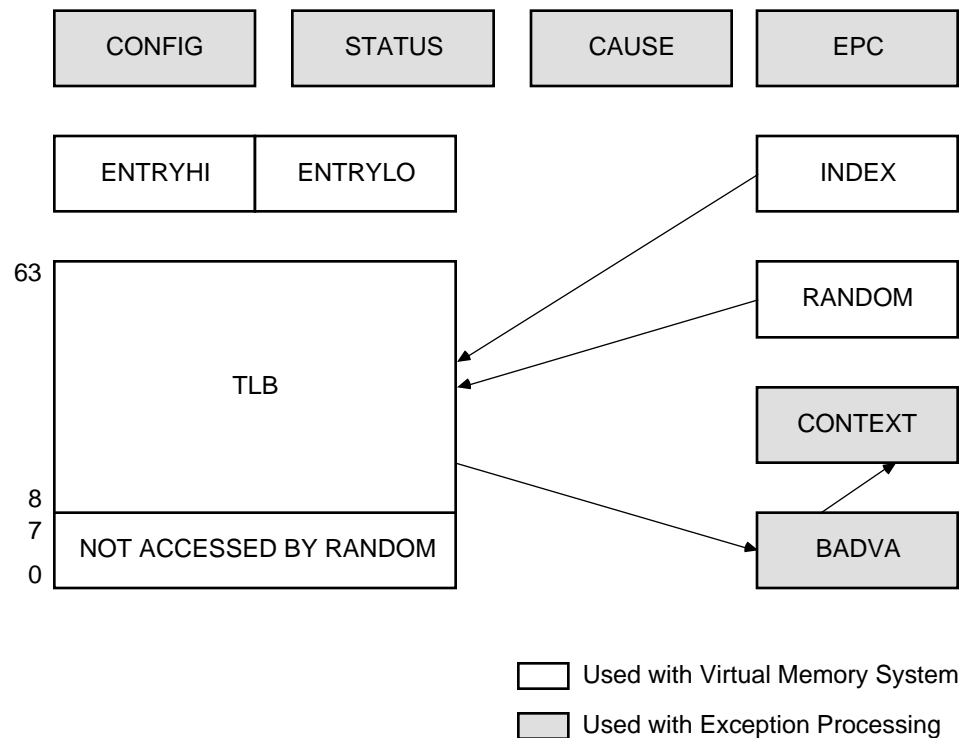 CONFIG
STATUS
CAUSE
EPC
ENTRYHI
ENTRYLO
INDEX
63
RANDOM
TLB
CONTEXT
8
7
NOT ACCESSED BY RANDOM
BADVA
0
Used with Virtual Memory System
Used with Exception Processing